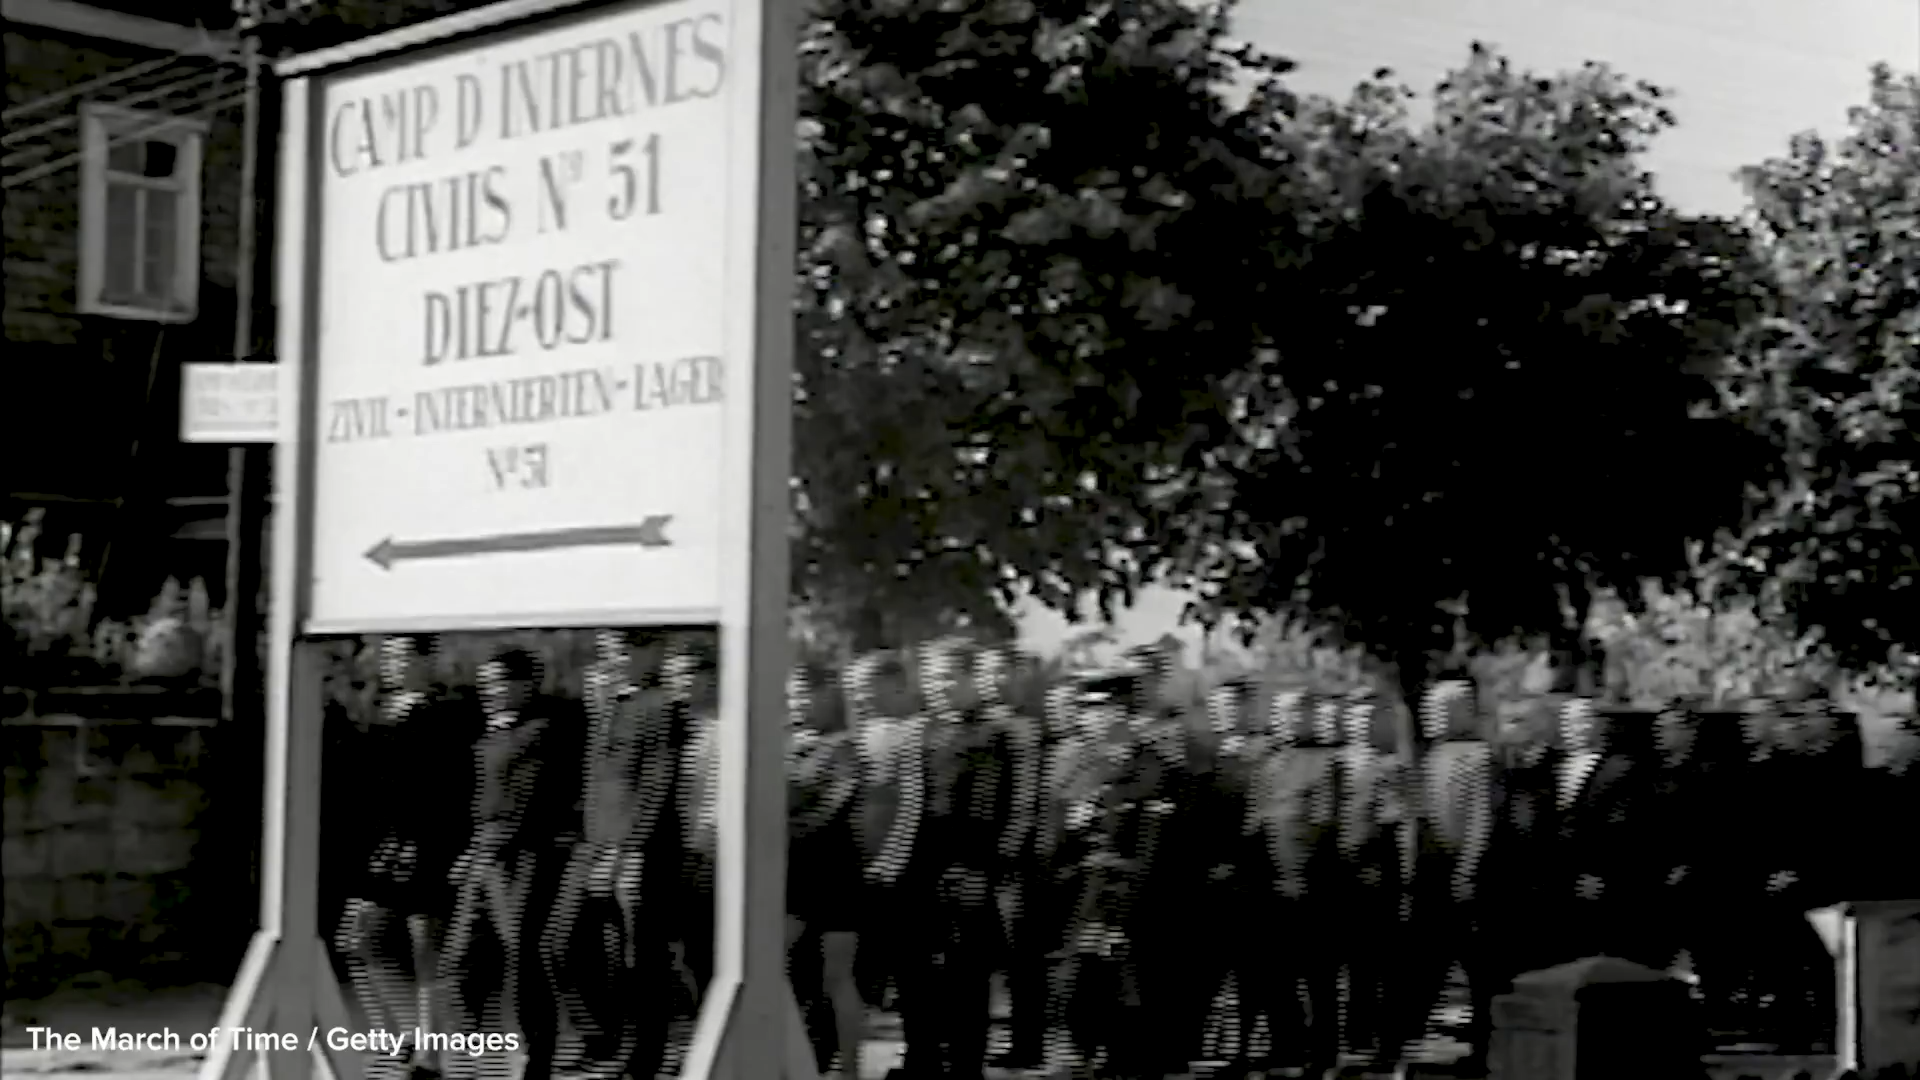 CAMP D'INTERNES
CIVILS Nº 51
DIEZ-OST
ZIVIL-INTERNIERTEN-LAGER
Nº 51
The March of Time / Getty Images